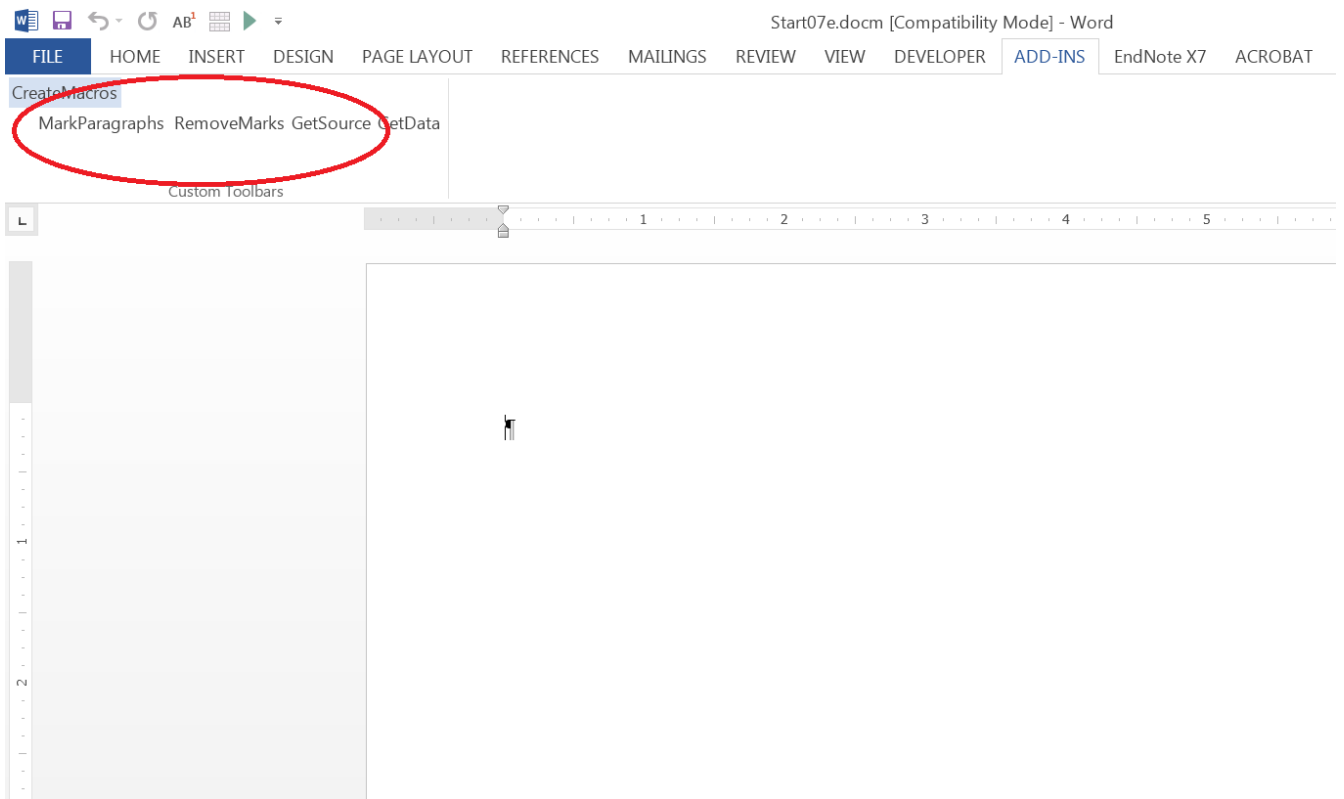 AB¹ Start07e.docm [Compatibility Mode] - Word
FILE HOME INSERT DESIGN PAGE LAYOUT REFERENCES MAILINGS REVIEW VIEW DEVELOPER ADD-INS EndNote X7 ACROBAT
CreateMacros
MarkParagraphs RemoveMarks GetSource GetData
Custom Toolbars
L 1 2 3 4 5
¶
1
2